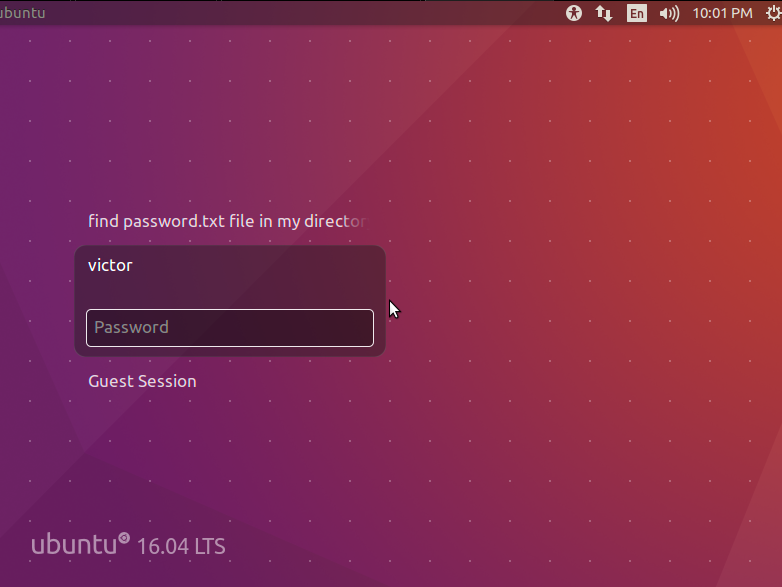 ubuntu En 10:01 PM
find password.txt file in my director
victor
Password
Guest Session
ubuntu 16.04 LTS